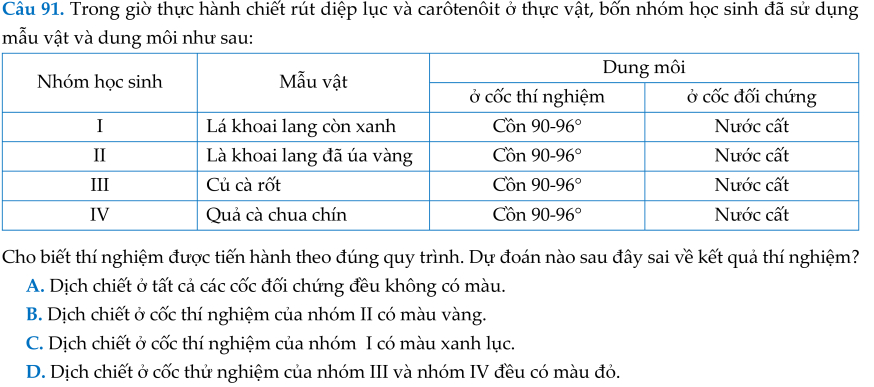 Câu 91. Trong giờ thực hành chiết rút diệp lục và carôtenôit ở thực vật, bốn nhóm học sinh đã sử dụng
mẫu vật và dung môi như sau:
Nhóm học sinh Mẫu vật Dung môi
ở cốc thí nghiệm ở cốc đối chứng
I Lá khoai lang còn xanh Cồn 90-96° Nước cất
II Là khoai lang đã úa vàng Cồn 90-96° Nước cất
III Củ cà rốt Cồn 90-96° Nước cất
IV Quả cà chua chín Cồn 90-96° Nước cất
Cho biết thí nghiệm được tiến hành theo đúng quy trình. Dự đoán nào sau đây sai về kết quả thí nghiệm?
A. Dịch chiết ở tất cả các cốc đối chứng đều không có màu.
B. Dịch chiết ở cốc thí nghiệm của nhóm II có màu vàng.
C. Dịch chiết ở cốc thí nghiệm của nhóm I có màu xanh lục.
D. Dịch chiết ở cốc thử nghiệm của nhóm III và nhóm IV đều có màu đỏ.